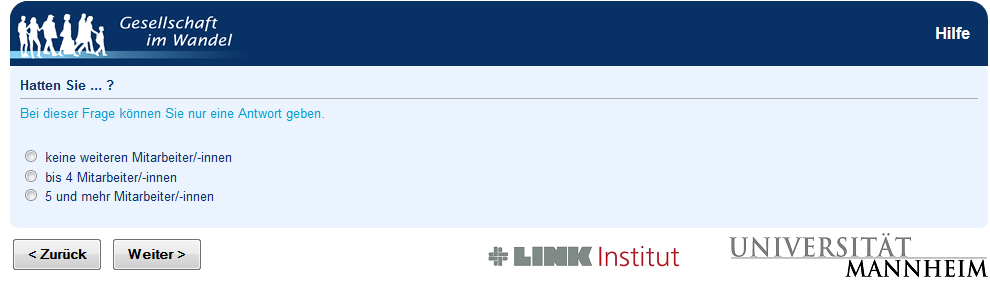 Gesellschaft
im Wandel
Hilfe
Hatten Sie ... ?
Bei dieser Frage können Sie nur eine Antwort geben.
keine weiteren Mitarbeiter/-innen
bis 4 Mitarbeiter/-innen
5 und mehr Mitarbeiter/-innen
< Zurück Weiter >
LINK Institut
UNIVERSITÄT
MANNHEIM